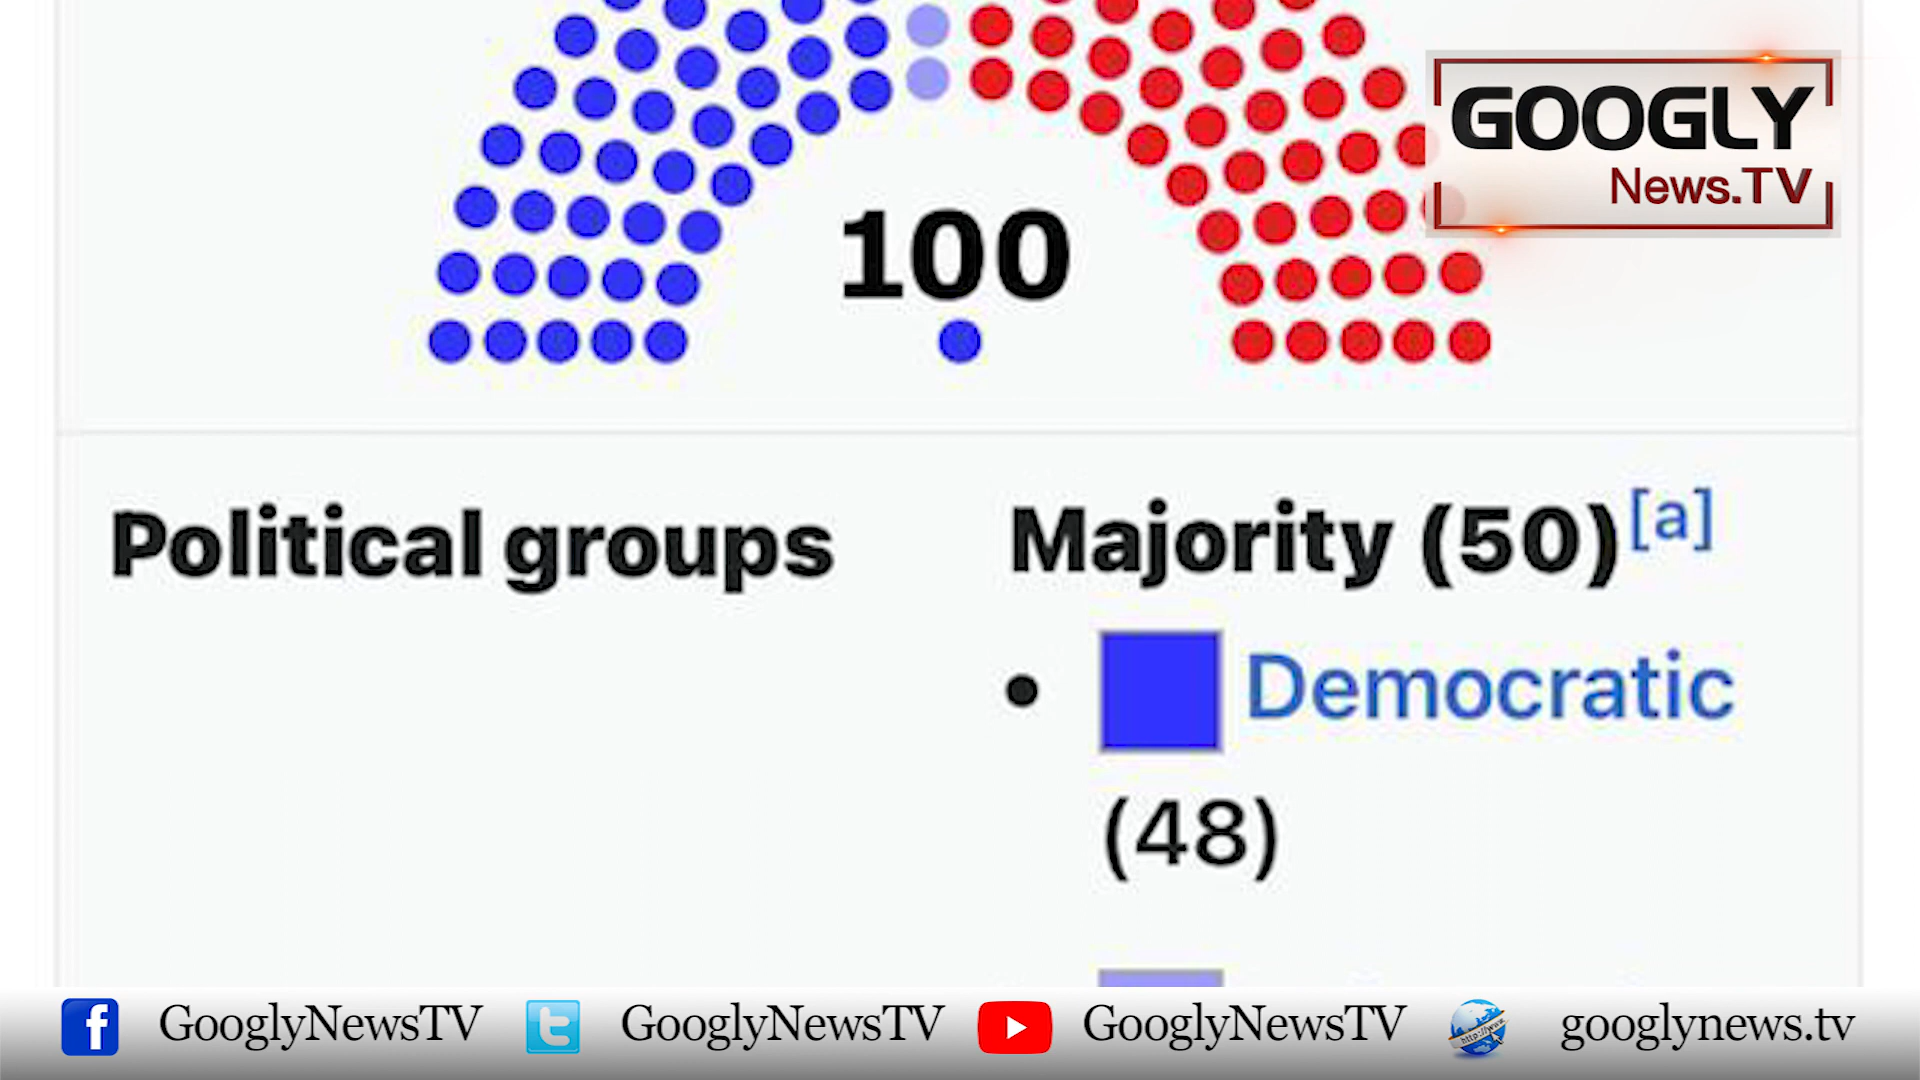 GOOGLY
News.TV
100
Political groups
Majority (50)[a]
• Democratic
(48)
GooglyNewsTV
GooglyNewsTV
GooglyNewsTV
googlynews.tv